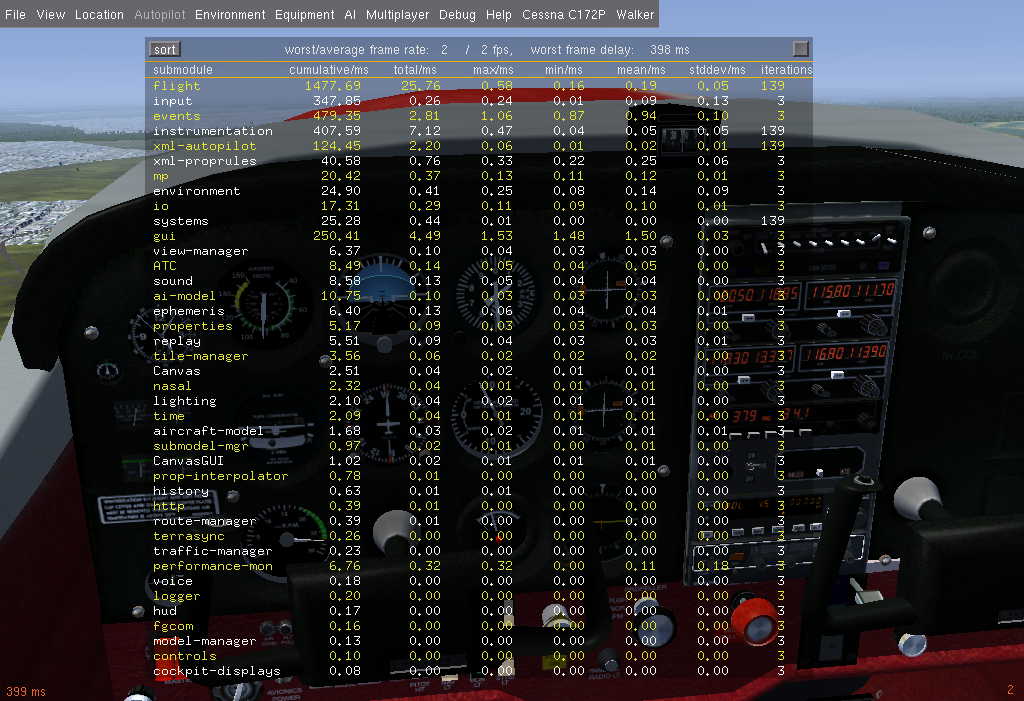 File View Location Autopilot Environment Equipment AI Multiplayer Debug Help Cessna C172P Walker
sort worst/average frame rate: 2 / 2 fps, worst frame delay: 398 ms
submodule cumulative/ms total/ms max/ms min/ms mean/ms stddev/ms iterations
flight 1477.69 25.76 0.58 0.16 0.19 0.05 139
input 347.85 0.26 0.24 0.01 0.09 0.13 3
events 479.35 2.81 1.06 0.87 0.94 0.10 3
instrumentation 407.59 7.12 0.47 0.04 0.05 0.05 139
xml-autopilot 124.45 2.20 0.06 0.01 0.02 0.01 139
xml-proprules 40.58 0.76 0.33 0.22 0.25 0.06 3
mp 20.42 0.37 0.13 0.11 0.12 0.01 3
environment 24.90 0.41 0.25 0.08 0.14 0.09 3
io 17.31 0.29 0.11 0.09 0.10 0.01 3
systems 25.28 0.44 0.01 0.00 0.00 0.00 139
gui 250.41 4.49 1.53 1.48 1.50 0.03 3
view-manager 6.37 0.10 0.04 0.03 0.03 0.00 3
ATC 8.49 0.14 0.05 0.04 0.05 0.00 3
sound 8.58 0.13 0.05 0.04 0.04 0.00 3
ai-model 10.75 0.10 0.03 0.03 0.03 0.00 3
ephemeris 6.40 0.13 0.06 0.04 0.04 0.01 3
properties 5.17 0.09 0.03 0.03 0.03 0.00 3
replay 5.51 0.09 0.04 0.03 0.03 0.01 3
tile-manager 3.56 0.06 0.02 0.02 0.02 0.00 3
Canvas 2.51 0.04 0.02 0.01 0.01 0.00 3
nasal 2.32 0.04 0.01 0.01 0.01 0.00 3
lighting 2.10 0.04 0.02 0.01 0.01 0.00 3
time 2.09 0.04 0.01 0.01 0.01 0.00 3
aircraft-model 1.68 0.03 0.02 0.01 0.01 0.01 3
submodel-mgr 0.97 0.02 0.01 0.00 0.01 0.00 3
CanvasGUI 1.02 0.02 0.01 0.01 0.01 0.00 3
prop-interpolator 0.78 0.01 0.00 0.00 0.00 0.00 3
history 0.63 0.01 0.01 0.00 0.00 0.00 3
http 0.39 0.01 0.00 0.00 0.00 0.00 3
route-manager 0.39 0.01 0.00 0.00 0.00 0.00 3
terrasync 0.26 0.00 0.00 0.00 0.00 0.00 3
traffic-manager 0.23 0.00 0.00 0.00 0.00 0.00 3
performance-mon 6.76 0.32 0.32 0.00 0.11 0.18 3
voice 0.18 0.00 0.00 0.00 0.00 0.00 3
logger 0.20 0.00 0.00 0.00 0.00 0.00 3
hud 0.17 0.00 0.00 0.00 0.00 0.00 3
fgcom 0.16 0.00 0.00 0.00 0.00 0.00 3
model-manager 0.13 0.00 0.00 0.00 0.00 0.00 3
controls 0.10 0.00 0.00 0.00 0.00 0.00 3
cockpit-displays 0.08 0.00 0.00 0.00 0.00 0.00 3
399 ms 2